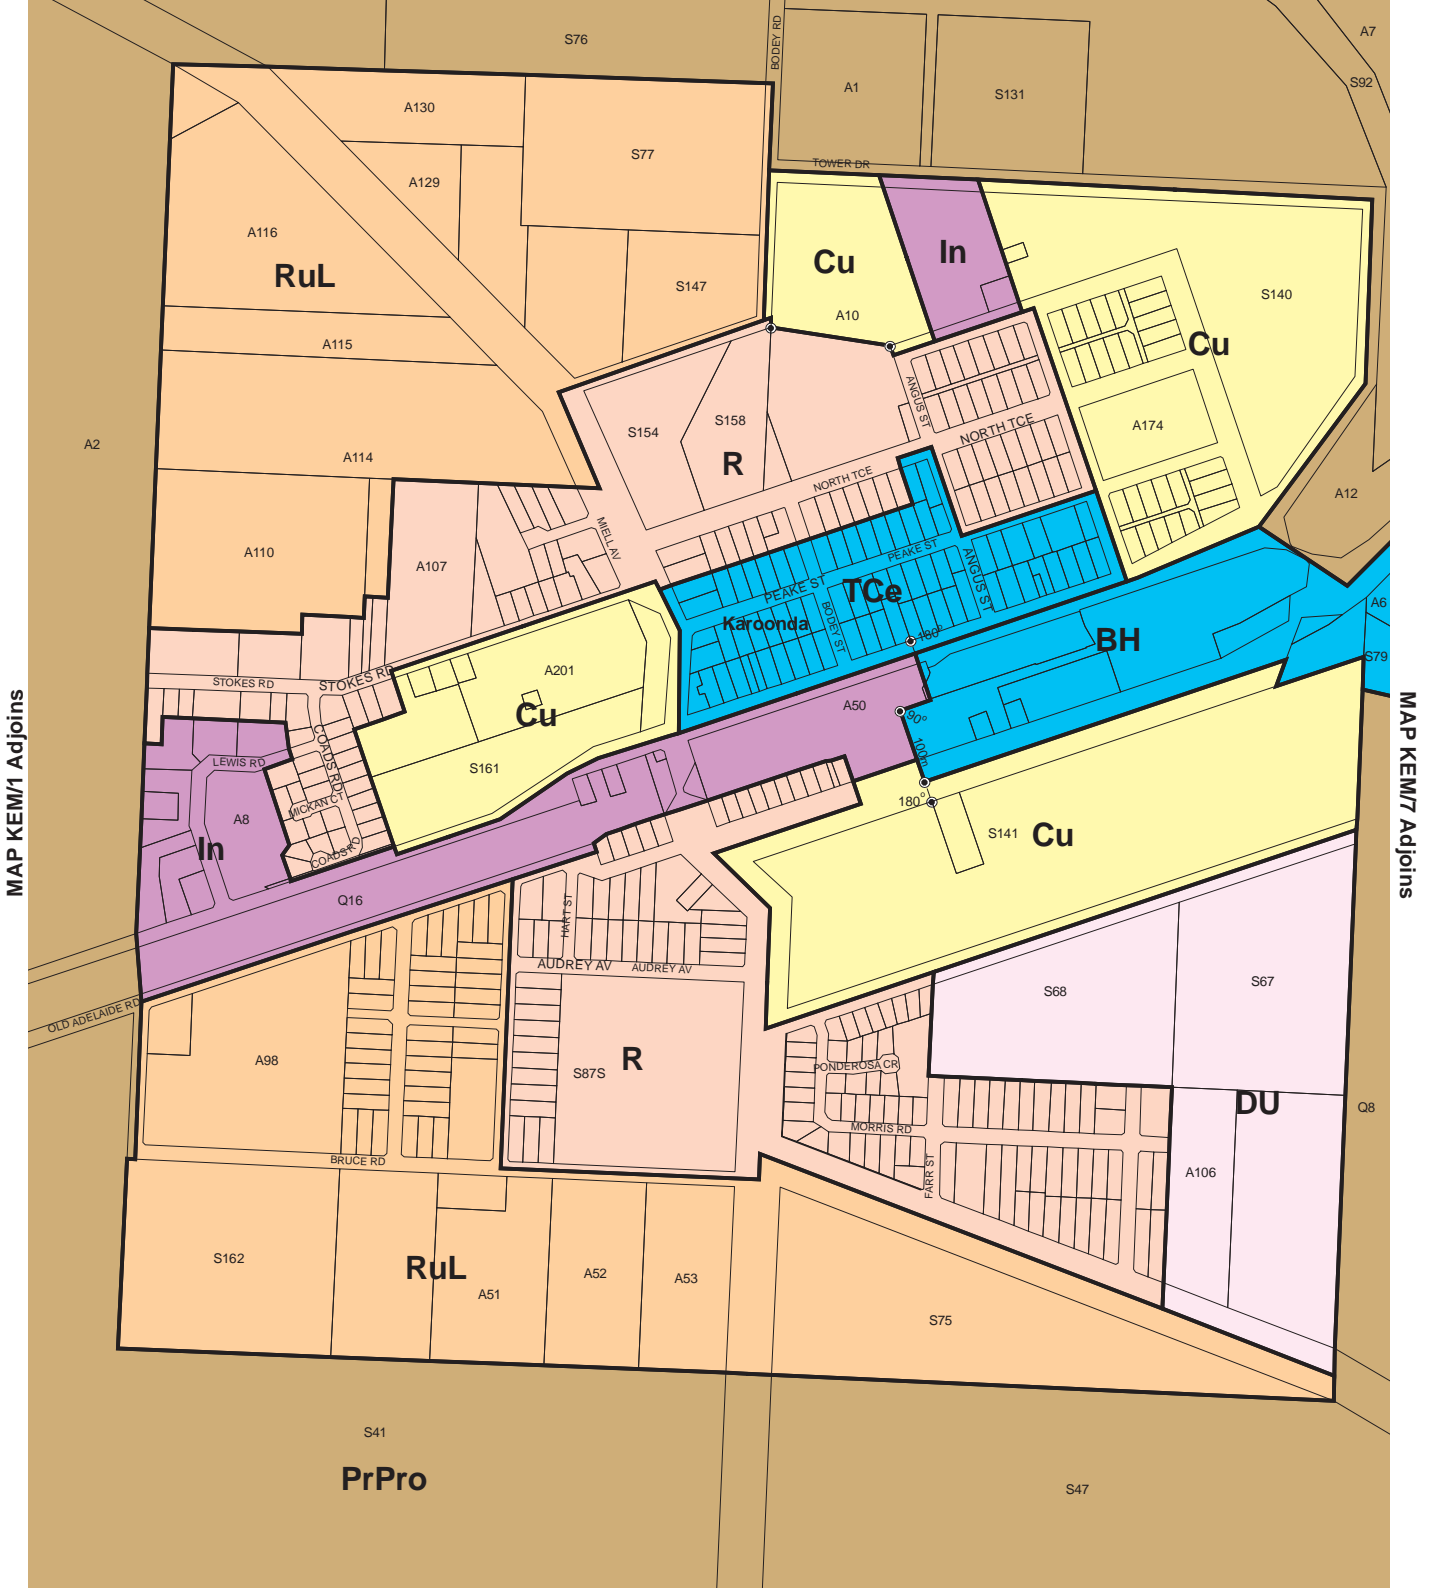 S76
BODEY RD
A7
S92
A1
S131
A130
S77
TOWER DR
A129
A116
RuL
Cu
In
S147
A10
S140
A115
Cu
ANGUS ST
S158
S154
A174
NORTH TCE
A2
A114
R
NORTH TCE
A12
MIELL AV
A110
A107
PEAKE ST
ANGUS ST
PEAKE ST
TCe
BODEY ST
Karoonda
A6
180°
BH
S79
A201
STOKES RD
STOKES RD
MAP KEM/1 Adjoins
MAP KEM/7 Adjoins
A50
Cu
90°
COADS RD
100m
LEWIS RD
S161
MICKAN CT
180°
A8
S141
Cu
In
COADS RD
Q16
HART ST
AUDREY AV
AUDREY AV
S67
S68
OLD ADELAIDE RD
A98
R
S87S
PONDEROSA CR
DU
Q8
MORRIS RD
BRUCE RD
FARR ST
A106
S162
RuL
A52
A53
A51
S75
S41
PrPro
S47